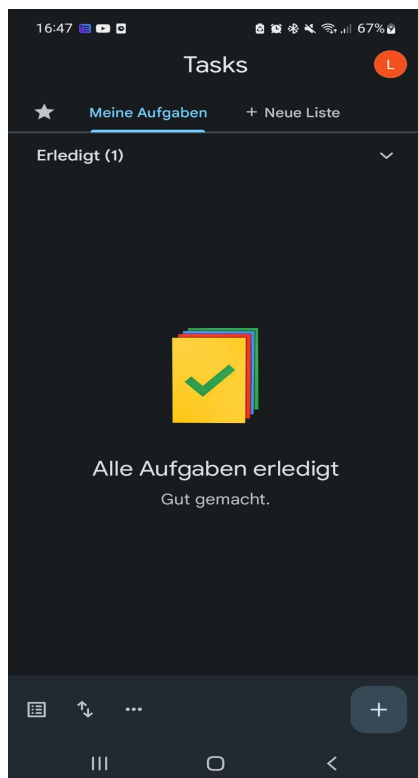 16:47 67%
Tasks
L
Meine Aufgaben + Neue Liste
Erledigt (1)
Alle Aufgaben erledigt
Gut gemacht.